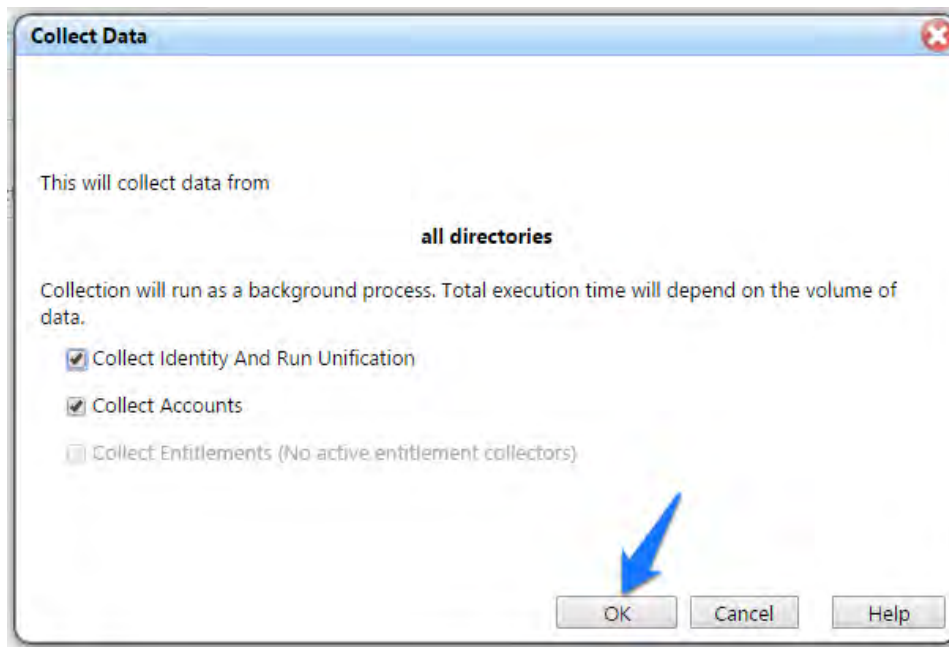 Collect Data
This will collect data from
all directories
Collection will run as a background process. Total execution time will depend on the volume of
data.
Collect Identity And Run Unification
Collect Accounts
Collect Entitlements (No active entitlement collectors)
OK Cancel Help